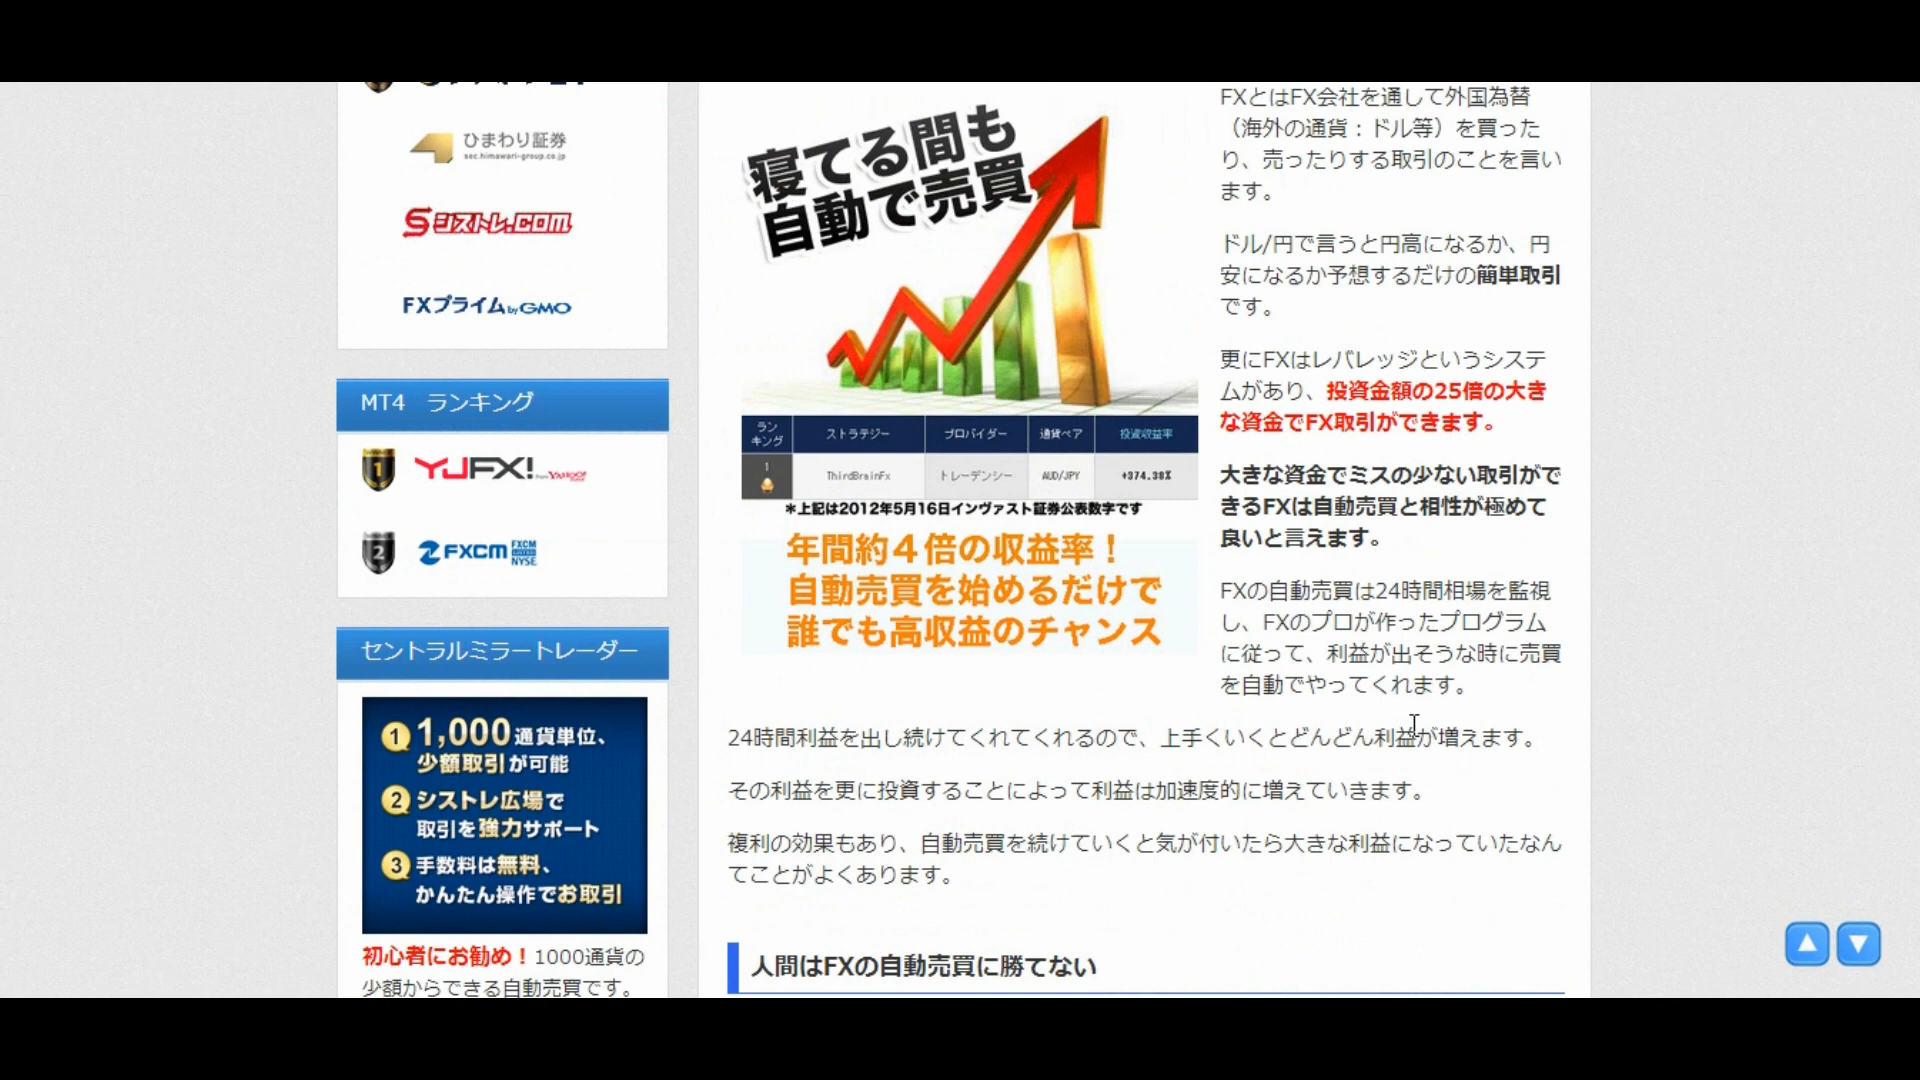 ひまわり証券
sec.himawari-group.co.jp
シストレ.COM
FXプライム by GMO
MT4 ランキング
1 YJFX! from YAHOO!
2 FXCM FXCM NYSE
セントラルミラートレーダー
1 1,000通貨単位、
少額取引が可能
2 シストレ広場で
取引を強力サポート
3 手数料は無料、
かんたん操作でお取引
初心者にお勧め！1000通貨の
少額からできる自動売買です。
寝てる間も
自動で売買
ランキング ストラテジー プロバイダー 通貨ペア 投資収益率
1 ThirdBrainFx トレーデンシー AUD/JPY +374.38%
＊上記は2012年5月16日インヴァスト証券公表数字です
年間約４倍の収益率！
自動売買を始めるだけで
誰でも高収益のチャンス
FXとはFX会社を通して外国為替
（海外の通貨：ドル等）を買った
り、売ったりする取引のことを言い
ます。
ドル/円で言うと円高になるか、円
安になるか予想するだけの簡単取引
です。
更にFXはレバレッジというシステ
ムがあり、投資金額の25倍の大き
な資金でFX取引ができます。
大きな資金でミスの少ない取引がで
きるFXは自動売買と相性が極めて
良いと言えます。
FXの自動売買は24時間相場を監視
し、FXのプロが作ったプログラム
に従って、利益が出そうな時に売買
を自動でやってくれます。
24時間利益を出し続けてくれてくれるので、上手くいくとどんどん利益が増えます。
その利益を更に投資することによって利益は加速度的に増えていきます。
複利の効果もあり、自動売買を続けていくと気が付いたら大きな利益になっていたなん
てことがよくあります。
人間はFXの自動売買に勝てない